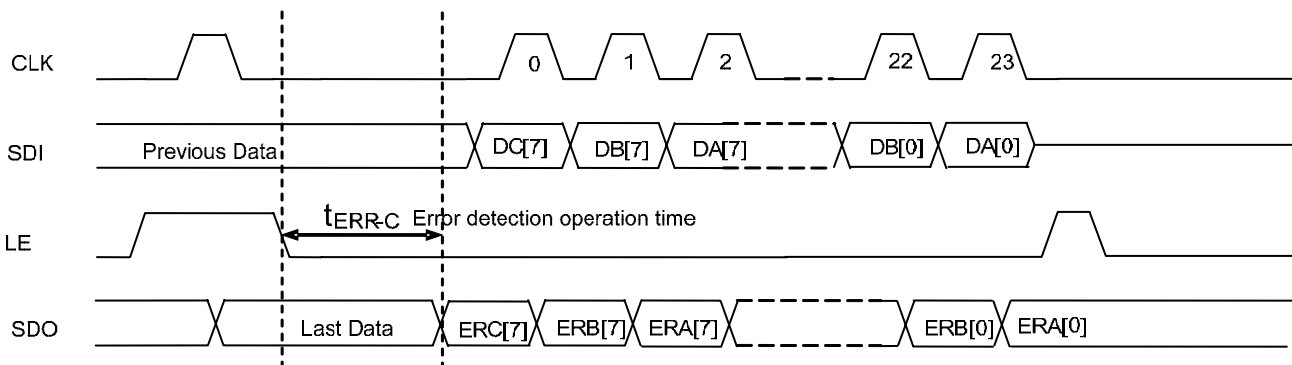 CLK 0 1 2 22 23
SDI Previous Data DC[7] DB[7] DA[7] DB[0] DA[0]
tERR-C Error detection operation time
LE
SDO Last Data ERC[7] ERB[7] ERA[7] ERB[0] ERA[0]